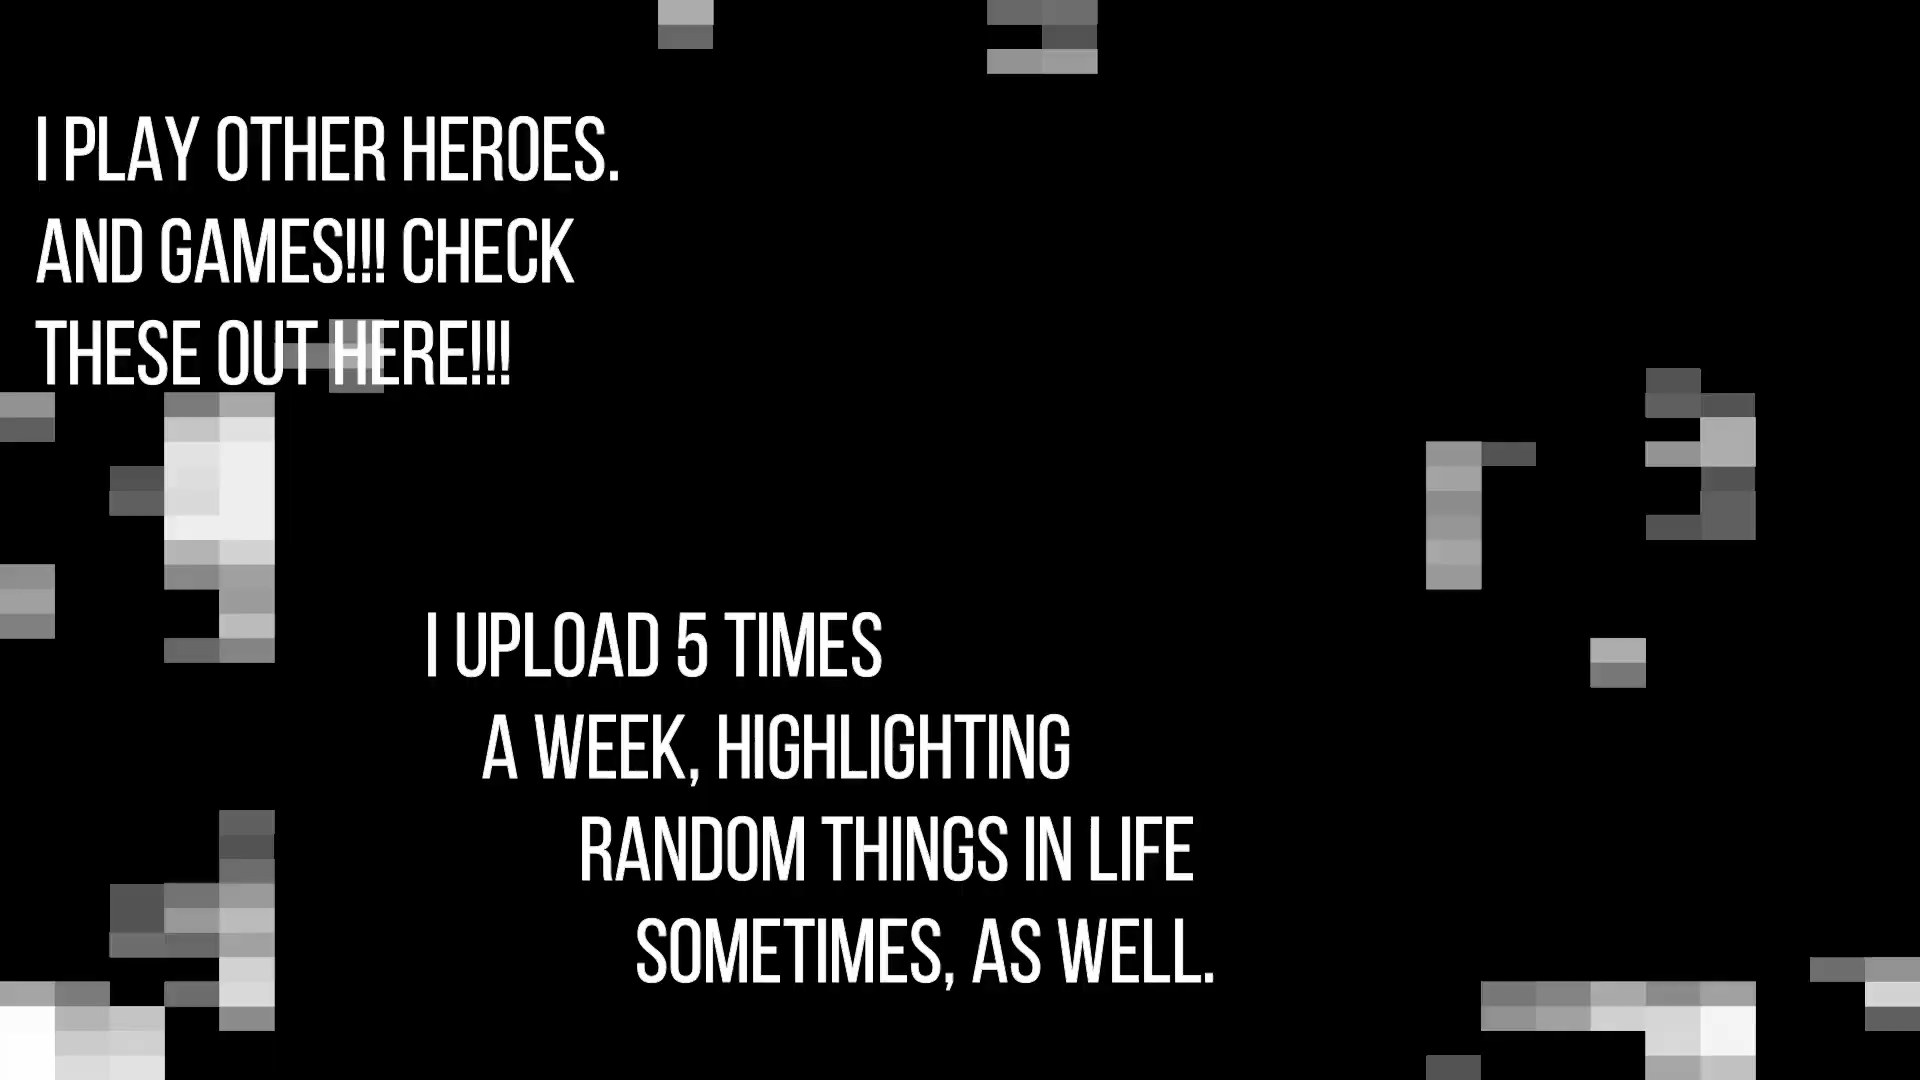 I PLAY OTHER HEROES.
AND GAMES!!! CHECK
THESE OUT HERE!!!
I UPLOAD 5 TIMES
A WEEK, HIGHLIGHTING
RANDOM THINGS IN LIFE
SOMETIMES, AS WELL.